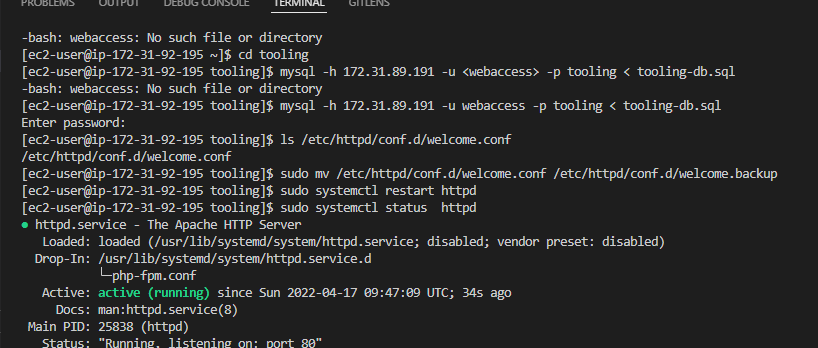 PROBLEMS OUTPUT DEBUG CONSOLE TERMINAL GITLENS
-bash: webaccess: No such file or directory
[ec2-user@ip-172-31-92-195 ~]$ cd tooling
[ec2-user@ip-172-31-92-195 tooling]$ mysql -h 172.31.89.191 -u <webaccess> -p tooling < tooling-db.sql
-bash: webaccess: No such file or directory
[ec2-user@ip-172-31-92-195 tooling]$ mysql -h 172.31.89.191 -u webaccess -p tooling < tooling-db.sql
Enter password:
[ec2-user@ip-172-31-92-195 tooling]$ ls /etc/httpd/conf.d/welcome.conf
/etc/httpd/conf.d/welcome.conf
[ec2-user@ip-172-31-92-195 tooling]$ sudo mv /etc/httpd/conf.d/welcome.conf /etc/httpd/conf.d/welcome.backup
[ec2-user@ip-172-31-92-195 tooling]$ sudo systemctl restart httpd
[ec2-user@ip-172-31-92-195 tooling]$ sudo systemctl status  httpd
● httpd.service - The Apache HTTP Server
   Loaded: loaded (/usr/lib/systemd/system/httpd.service; disabled; vendor preset: disabled)
  Drop-In: /usr/lib/systemd/system/httpd.service.d
           └─php-fpm.conf
   Active: active (running) since Sun 2022-04-17 09:47:09 UTC; 34s ago
     Docs: man:httpd.service(8)
 Main PID: 25838 (httpd)
   Status: "Running, listening on: port 80"